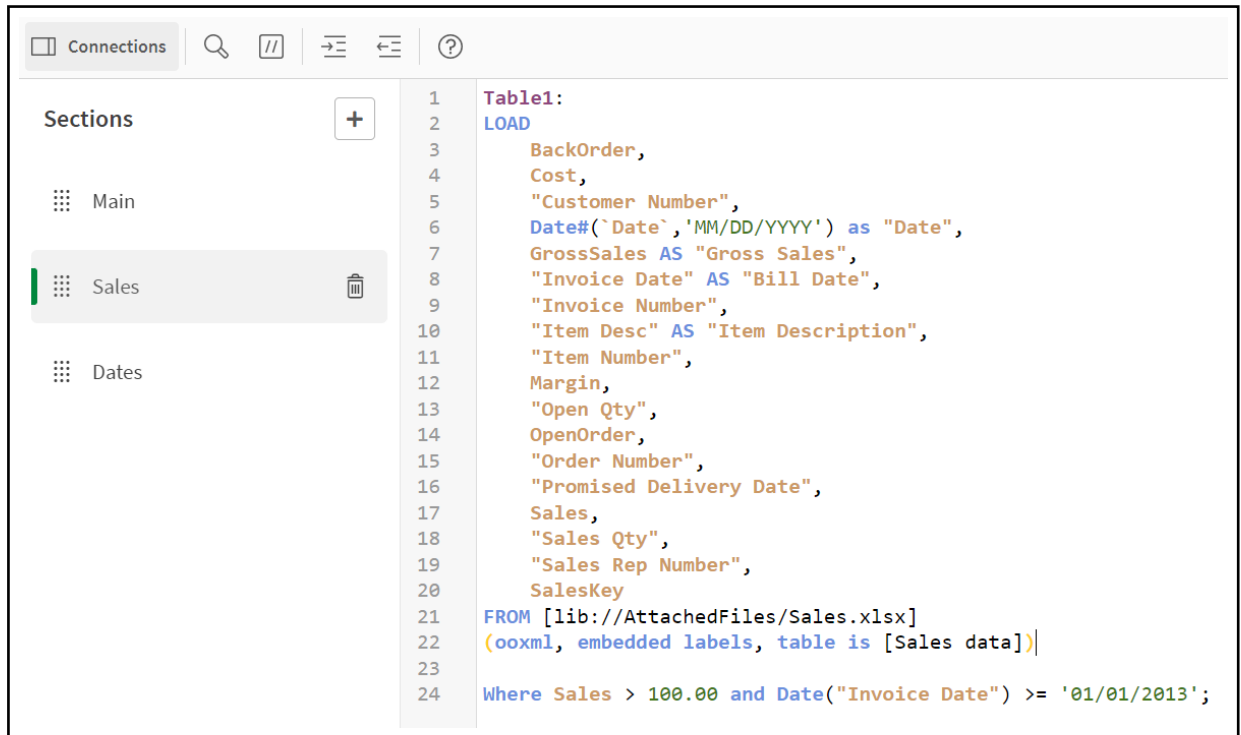 Connections
Sections
+
Main
Sales
Dates
1 Table1:
2 LOAD
3 BackOrder,
4 Cost,
5 "Customer Number",
6 Date#(`Date`,'MM/DD/YYYY') as "Date",
7 GrossSales AS "Gross Sales",
8 "Invoice Date" AS "Bill Date",
9 "Invoice Number",
10 "Item Desc" AS "Item Description",
11 "Item Number",
12 Margin,
13 "Open Qty",
14 OpenOrder,
15 "Order Number",
16 "Promised Delivery Date",
17 Sales,
18 "Sales Qty",
19 "Sales Rep Number",
20 SalesKey
21 FROM [lib://AttachedFiles/Sales.xlsx]
22 (ooxml, embedded labels, table is [Sales data])
23
24 Where Sales > 100.00 and Date("Invoice Date") >= '01/01/2013';